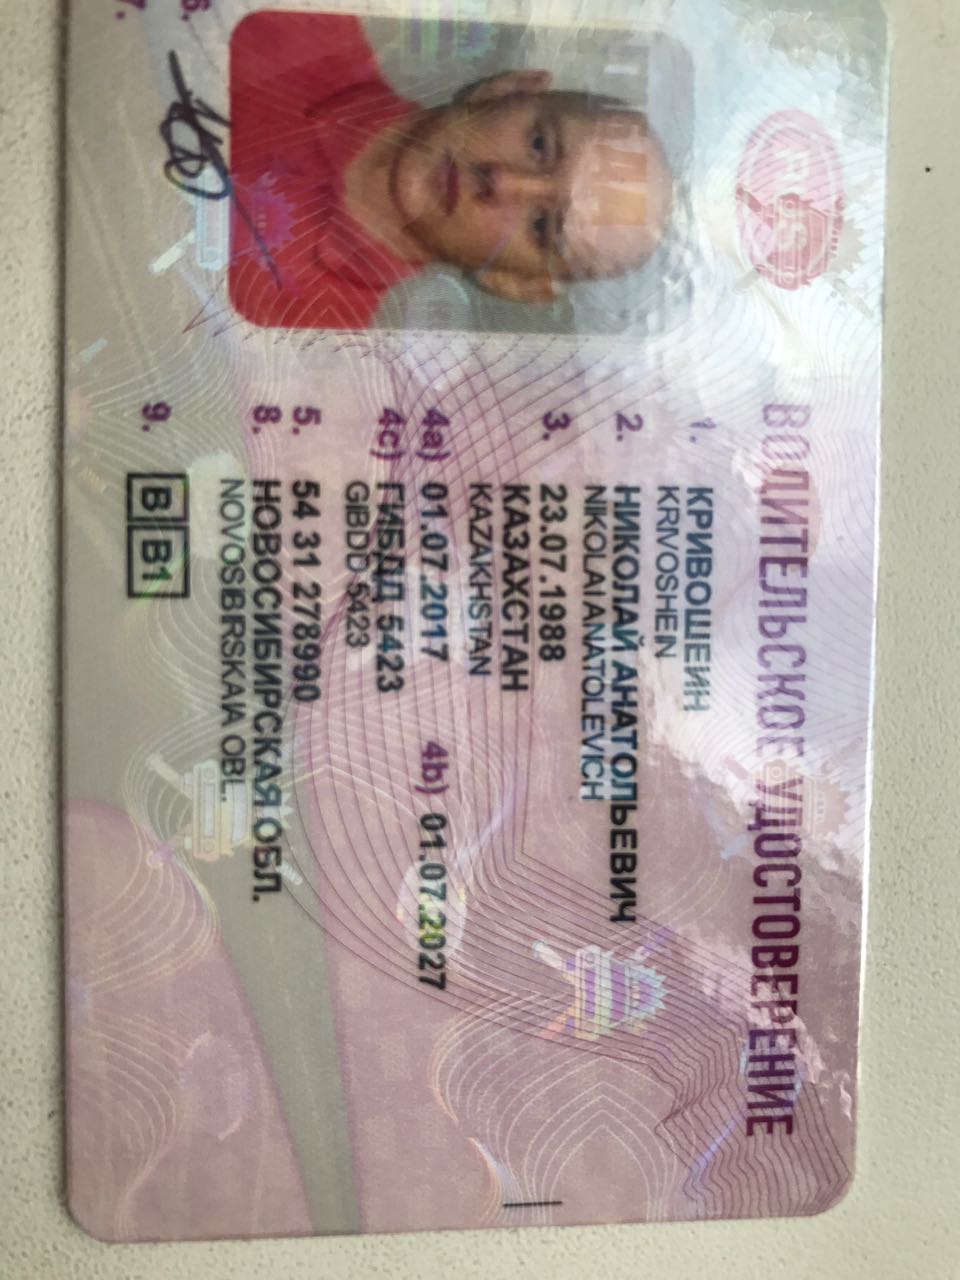 ВОДИТЕЛЬСКОЕ УДОСТОВЕРЕНИЕ
RUS
1. КРИВОШЕИН
KRIVOSHEIN
2. НИКОЛАЙ АНАТОЛЬЕВИЧ
NIKOLAI ANATOLEVICH
3. 23.07.1988
КАЗАХСТАН
KAZAKHSTAN
4a) 01.07.2017 4b) 01.07.2027
4c) ГИБДД 5423
GIBDD 5423
5. 54 31 278990
8. НОВОСИБИРСКАЯ ОБЛ.
NOVOSIBIRSKAIA OBL.
9. B B1
6.
7.